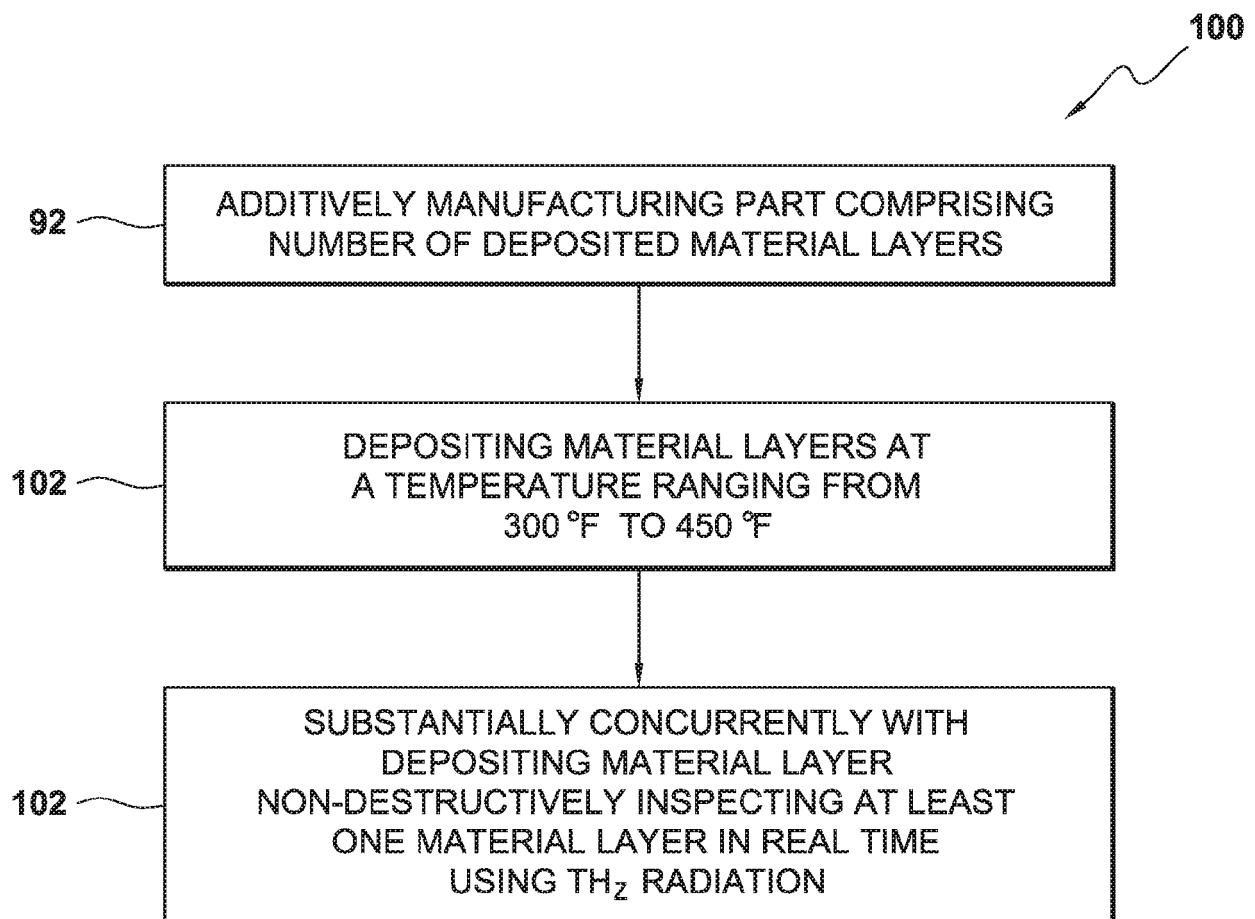 100
92
ADDITIVELY MANUFACTURING PART COMPRISING
NUMBER OF DEPOSITED MATERIAL LAYERS
102
DEPOSITING MATERIAL LAYERS AT
A TEMPERATURE RANGING FROM
300 °F TO 450 °F
102
SUBSTANTIALLY CONCURRENTLY WITH
DEPOSITING MATERIAL LAYER
NON-DESTRUCTIVELY INSPECTING AT LEAST
ONE MATERIAL LAYER IN REAL TIME
USING THZ RADIATION